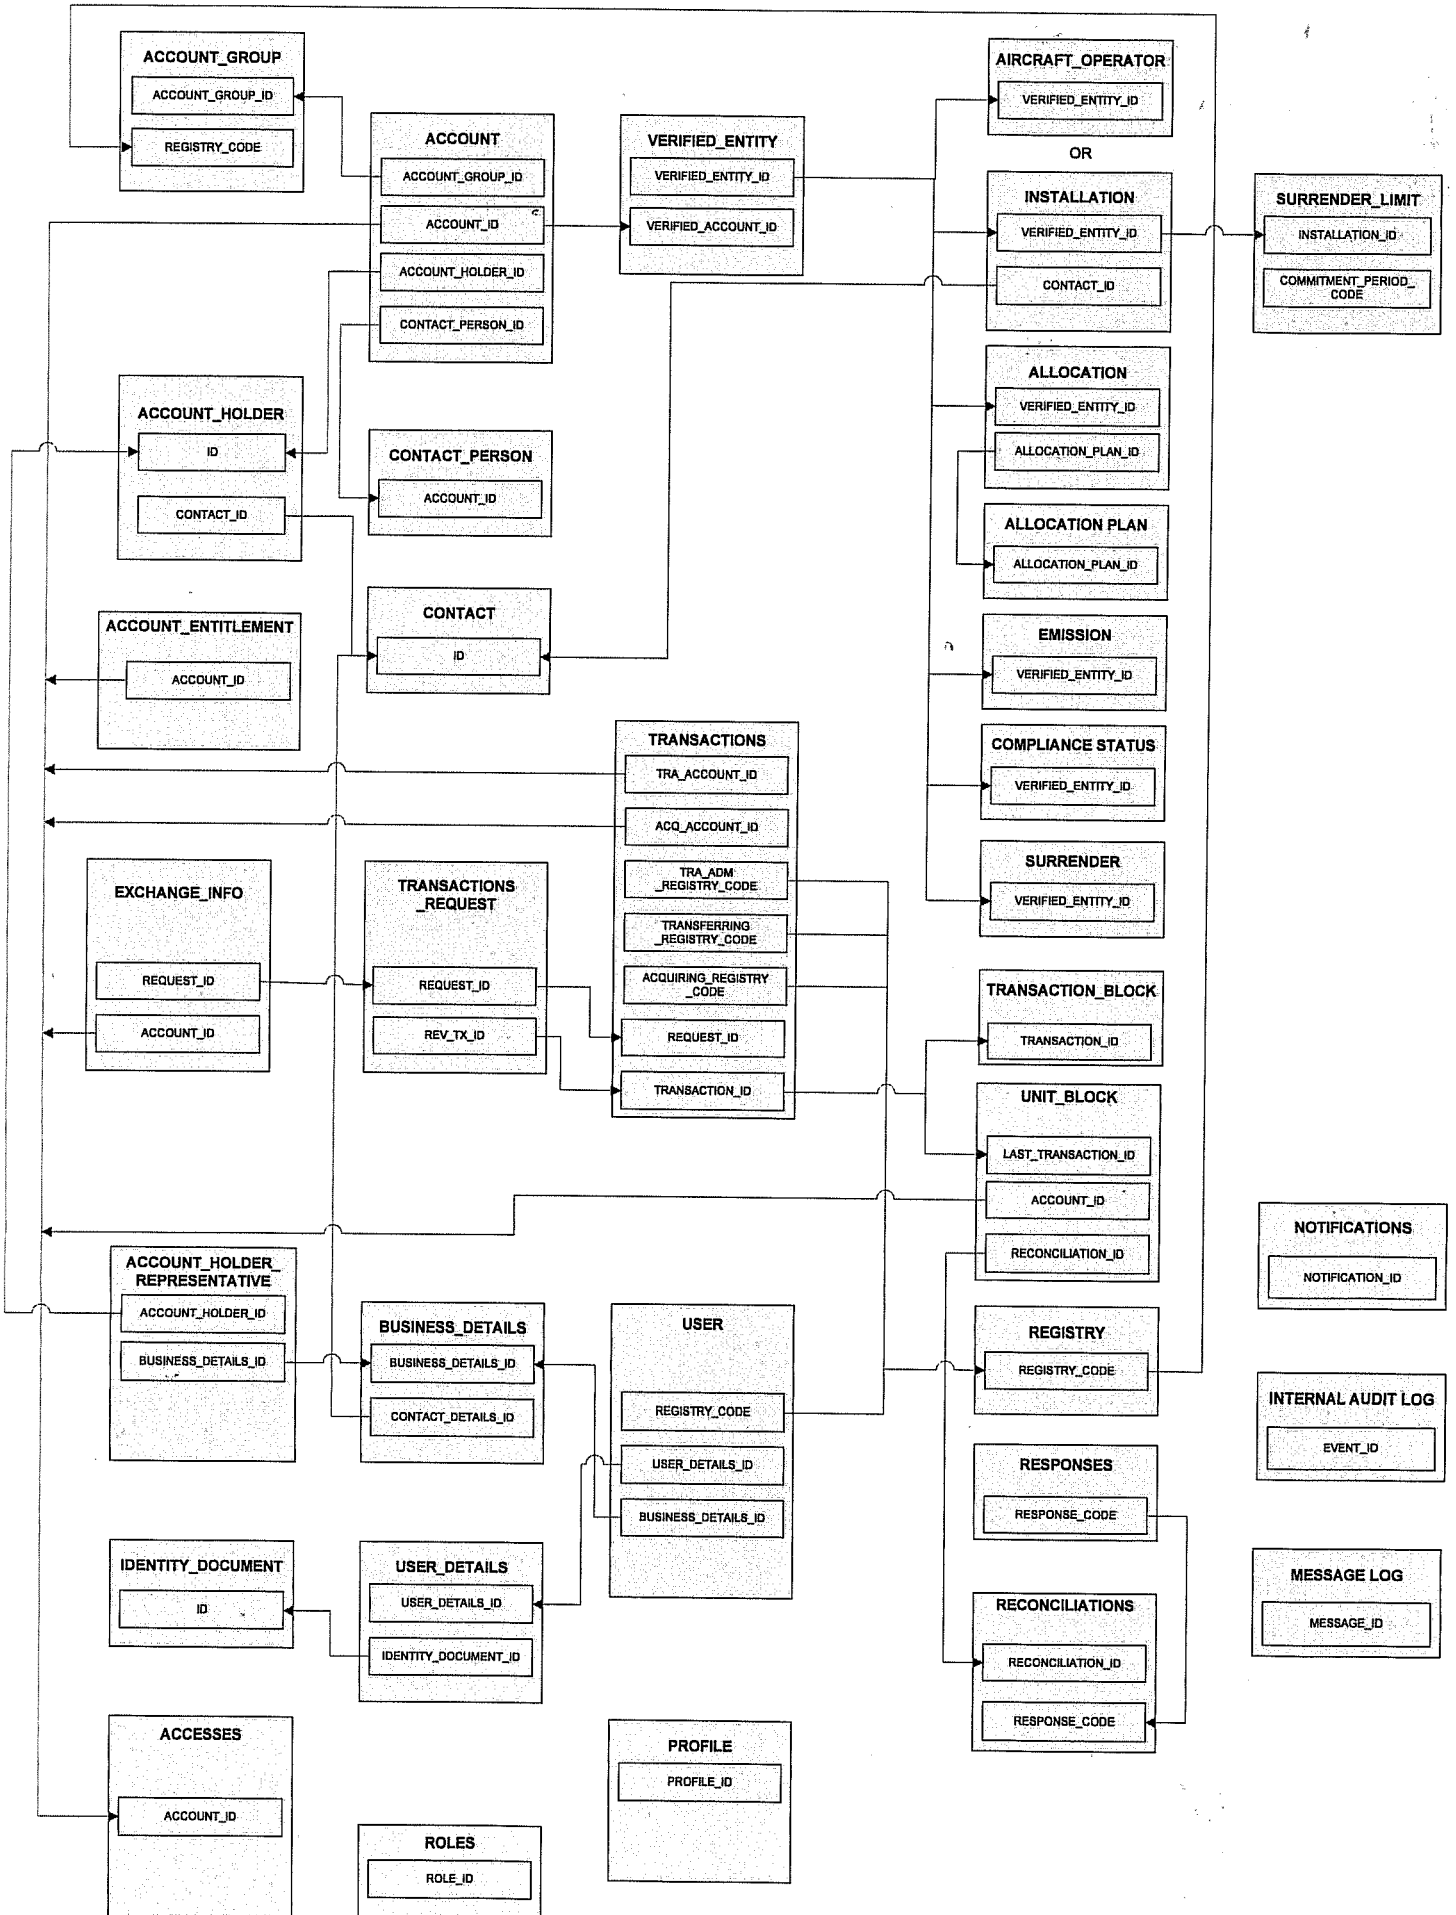 ACCOUNT_GROUP
ACCOUNT_GROUP_ID
REGISTRY_CODE
ACCOUNT
ACCOUNT_GROUP_ID
ACCOUNT_ID
ACCOUNT_HOLDER_ID
CONTACT_PERSON_ID
VERIFIED_ENTITY
VERIFIED_ENTITY_ID
VERIFIED_ACCOUNT_ID
AIRCRAFT_OPERATOR
VERIFIED_ENTITY_ID
OR
INSTALLATION
VERIFIED_ENTITY_ID
CONTACT_ID
SURRENDER_LIMIT
INSTALLATION_ID
COMMITMENT_PERIOD_
CODE
ALLOCATION
VERIFIED_ENTITY_ID
ALLOCATION_PLAN_ID
ACCOUNT_HOLDER
ID
CONTACT_ID
CONTACT_PERSON
ACCOUNT_ID
ALLOCATION PLAN
ALLOCATION_PLAN_ID
ACCOUNT_ENTITLEMENT
ACCOUNT_ID
CONTACT
ID
EMISSION
VERIFIED_ENTITY_ID
COMPLIANCE STATUS
VERIFIED_ENTITY_ID
SURRENDER
VERIFIED_ENTITY_ID
TRANSACTIONS
TRA_ACCOUNT_ID
ACQ_ACCOUNT_ID
TRA_ADM
_REGISTRY_CODE
TRANSFERRING
_REGISTRY_CODE
ACQUIRING_REGISTRY
_CODE
REQUEST_ID
TRANSACTION_ID
EXCHANGE_INFO
REQUEST_ID
ACCOUNT_ID
TRANSACTIONS
_REQUEST
REQUEST_ID
REV_TX_ID
TRANSACTION_BLOCK
TRANSACTION_ID
UNIT_BLOCK
LAST_TRANSACTION_ID
ACCOUNT_ID
RECONCILIATION_ID
NOTIFICATIONS
NOTIFICATION_ID
ACCOUNT_HOLDER_
REPRESENTATIVE
ACCOUNT_HOLDER_ID
BUSINESS_DETAILS_ID
BUSINESS_DETAILS
BUSINESS_DETAILS_ID
CONTACT_DETAILS_ID
USER
REGISTRY_CODE
USER_DETAILS_ID
BUSINESS_DETAILS_ID
REGISTRY
REGISTRY_CODE
INTERNAL AUDIT LOG
EVENT_ID
RESPONSES
RESPONSE_CODE
IDENTITY_DOCUMENT
ID
USER_DETAILS
USER_DETAILS_ID
IDENTITY_DOCUMENT_ID
MESSAGE LOG
MESSAGE_ID
RECONCILIATIONS
RECONCILIATION_ID
RESPONSE_CODE
ACCESSES
ACCOUNT_ID
PROFILE
PROFILE_ID
ROLES
ROLE_ID